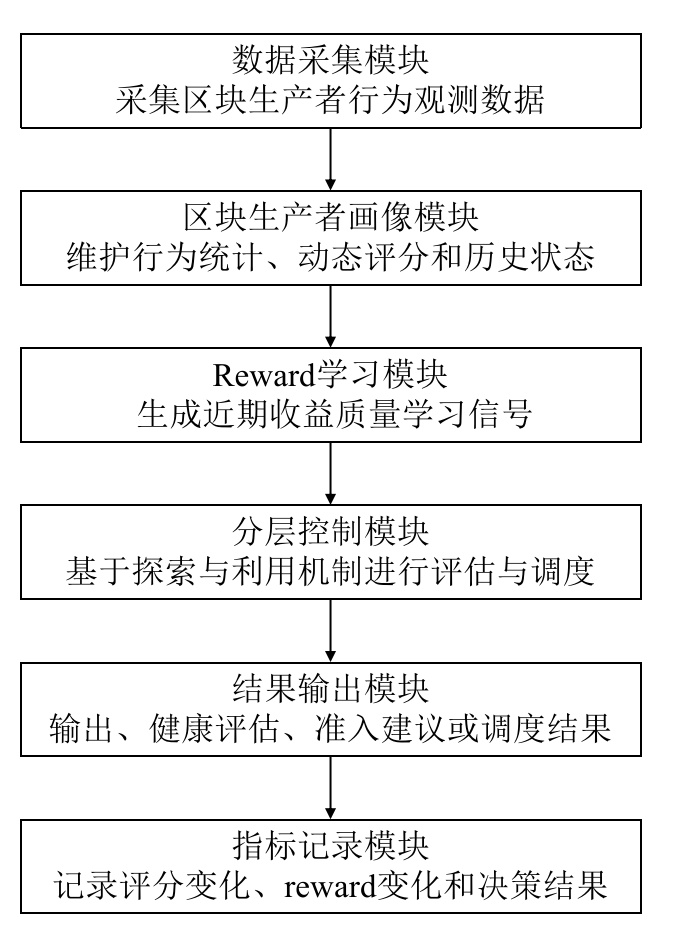 数据采集模块
采集区块生产者行为观测数据
区块生产者画像模块
维护行为统计、动态评分和历史状态
Reward学习模块
生成近期收益质量学习信号
分层控制模块
基于探索与利用机制进行评估与调度
结果输出模块
输出、健康评估、准入建议或调度结果
指标记录模块
记录评分变化、reward变化和决策结果